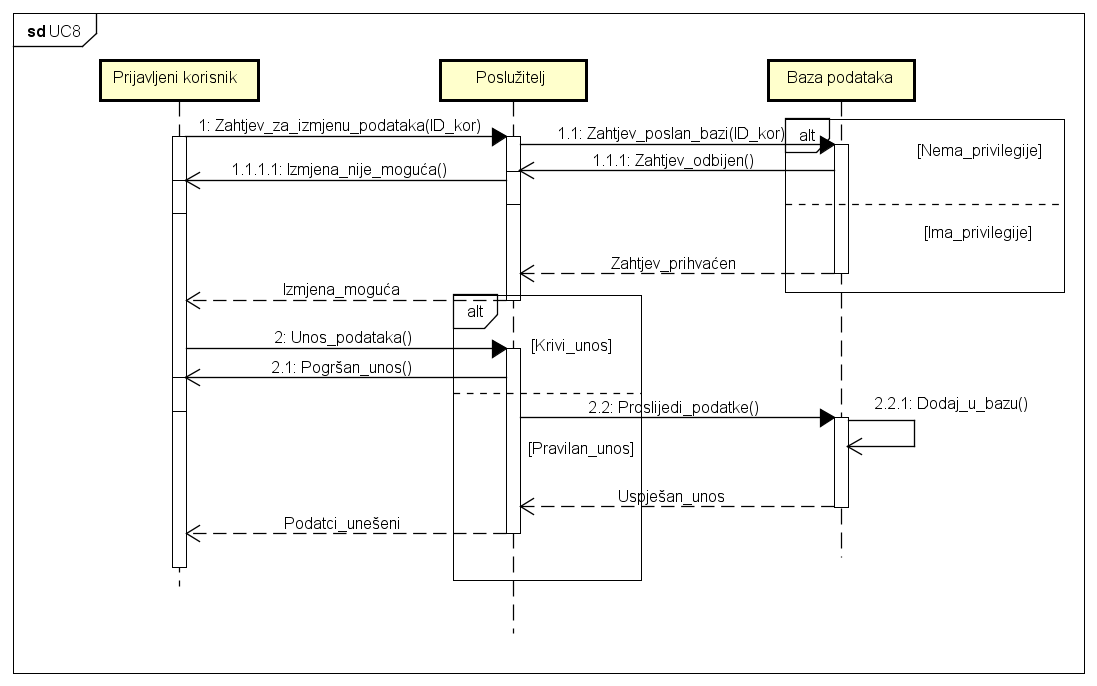 sd UC8
Prijavljeni korisnik
Poslužitelj
Baza podataka
1: Zahtjev_za_izmjenu_podataka(ID_kor)
1.1: Zahtjev_poslan_bazi(ID_kor)
alt
[Nema_privilegije]
1.1.1: Zahtjev_odbijen()
1.1.1.1: Izmjena_nije_moguća()
[Ima_privilegije]
Zahtjev_prihvaćen
Izmjena_moguća
alt
2: Unos_podataka()
[Krivi_unos]
2.1: Pogršan_unos()
2.2: Proslijedi_podatke()
2.2.1: Dodaj_u_bazu()
[Pravilan_unos]
Uspješan_unos
Podatci_unešeni